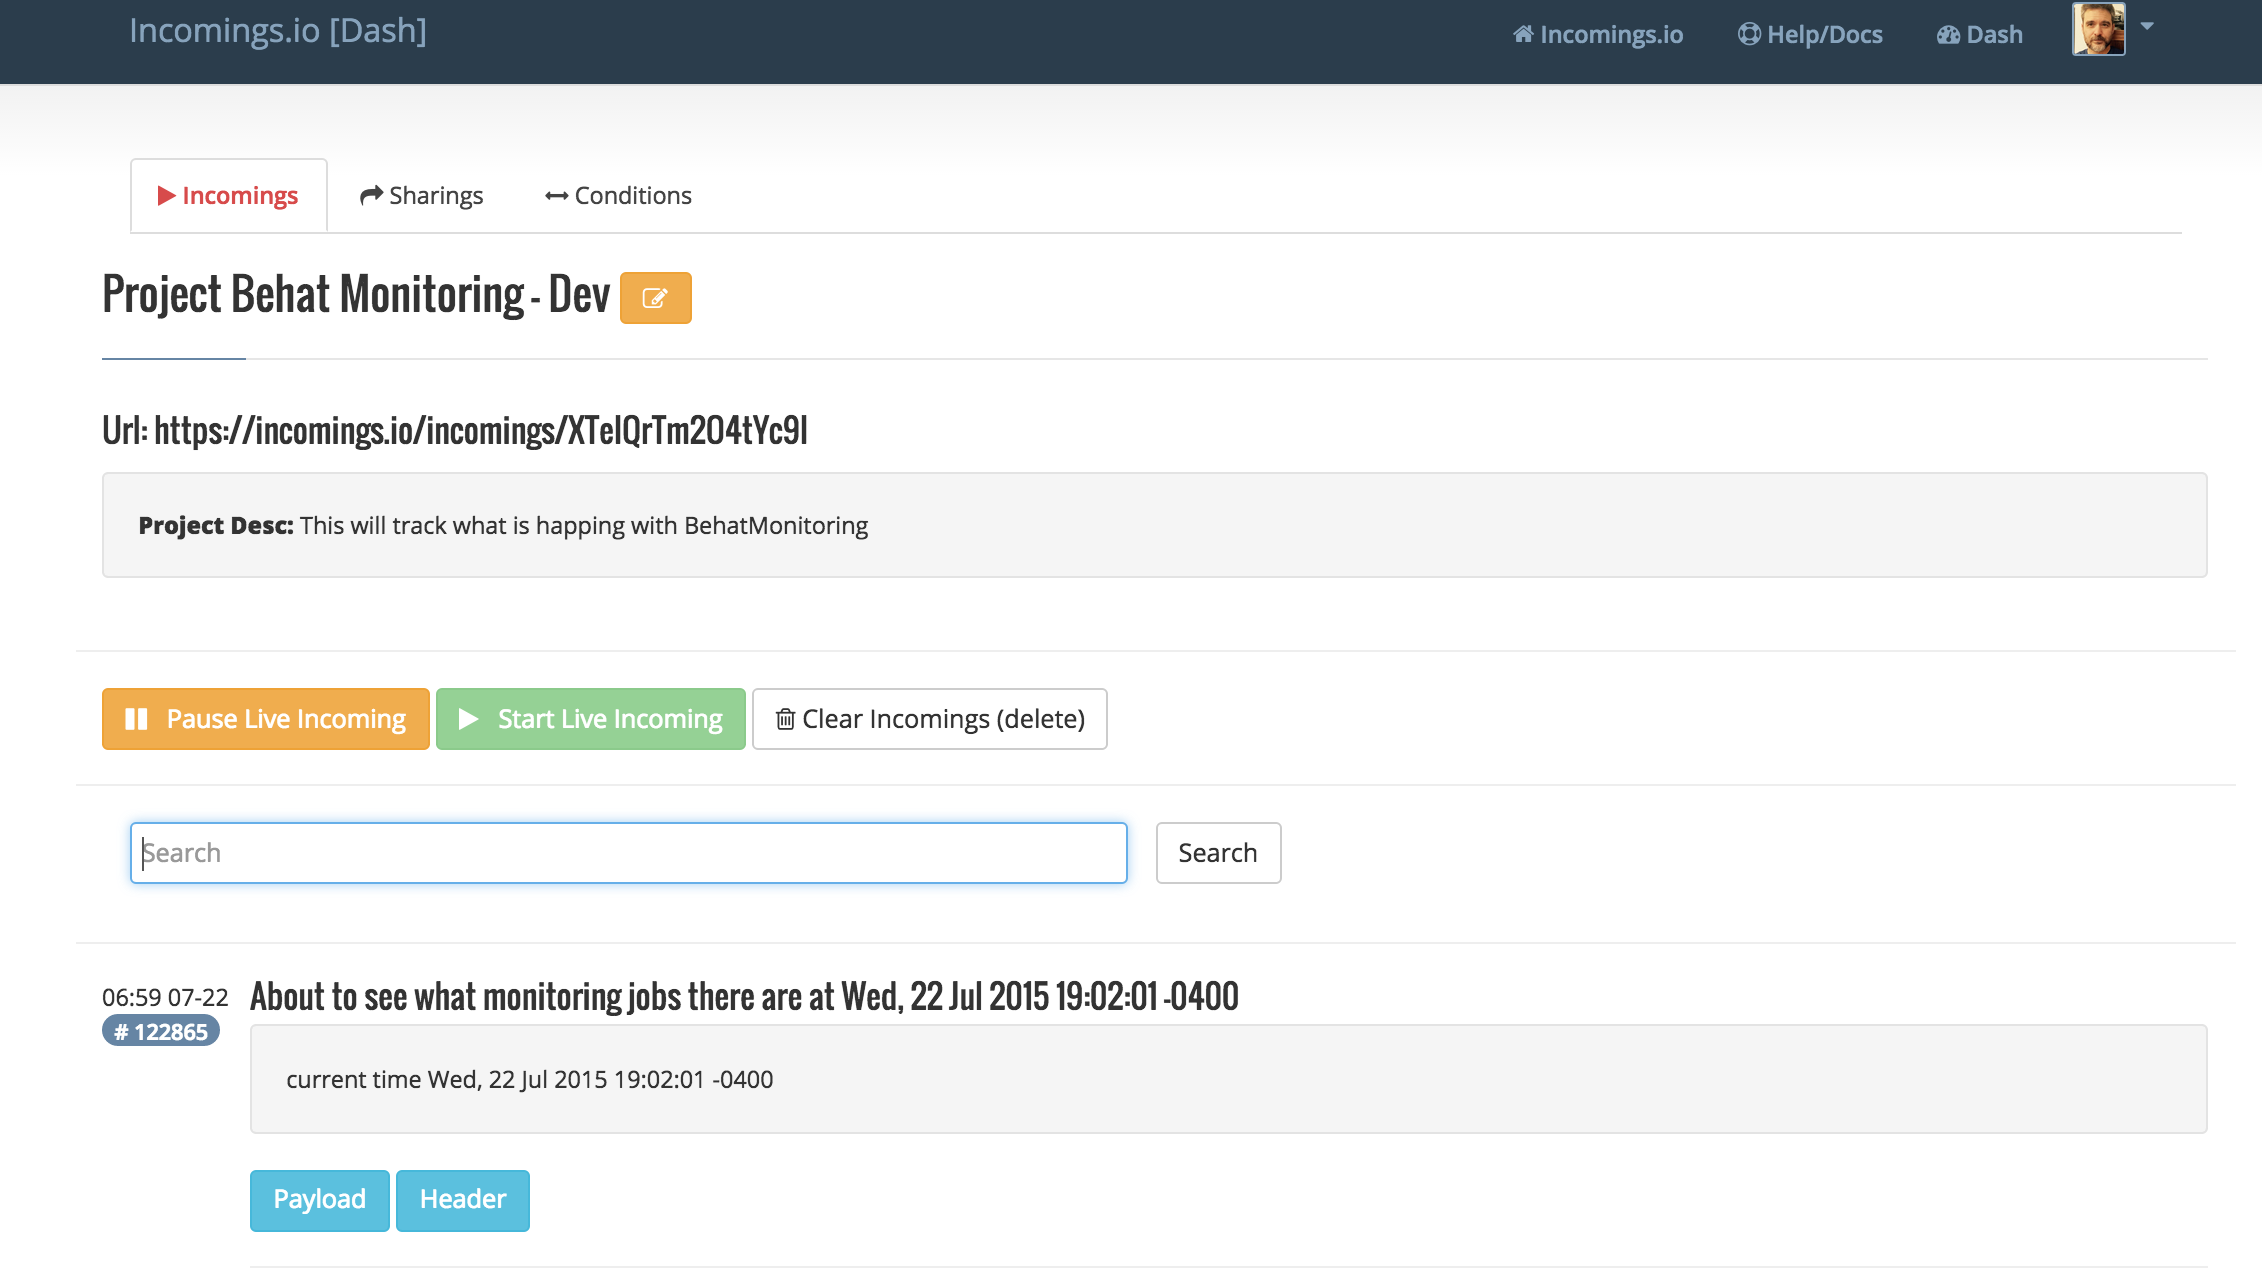 Incomings.io [Dash]
Incomings.io Help/Docs Dash
Incomings Sharings Conditions
Project Behat Monitoring - Dev
Url: https://incomings.io/incomings/XTelQrTm2O4tYc9l
Project Desc: This will track what is happing with BehatMonitoring
Pause Live Incoming Start Live Incoming Clear Incomings (delete)
Search Search
06:59 07-22 About to see what monitoring jobs there are at Wed, 22 Jul 2015 19:02:01 -0400
# 122865
current time Wed, 22 Jul 2015 19:02:01 -0400
Payload Header